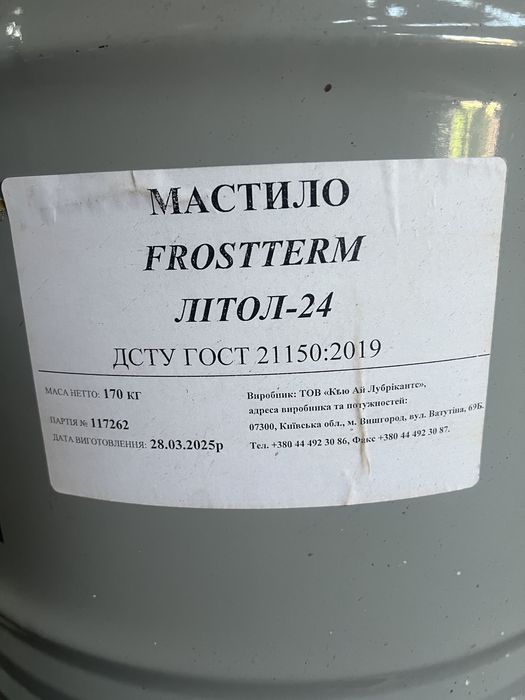 МАСТИЛО
FROSTTERM
ЛІТОЛ-24
ДСТУ ГОСТ 21150:2019
МАСА НЕТТО: 170 КГ
ПАРТІЯ № 117262
ДАТА ВИГОТОВЛЕННЯ: 28.03.2025р
Виробник: ТОВ «Кью Ай Лубрікантс»,
адреса виробника та потужностей:
07300, Київська обл., м. Вишгород, вул. Ватутіна, 69Б.
Тел. +380 44 492 30 86, Факс +380 44 492 30 87.